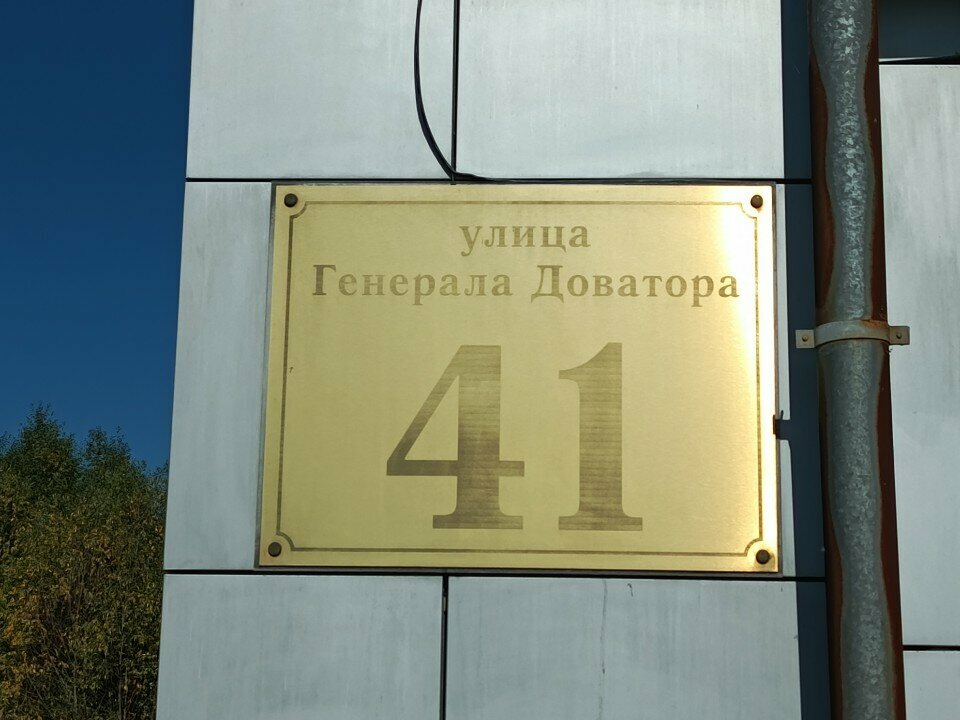 улица
Генерала Доватора
41